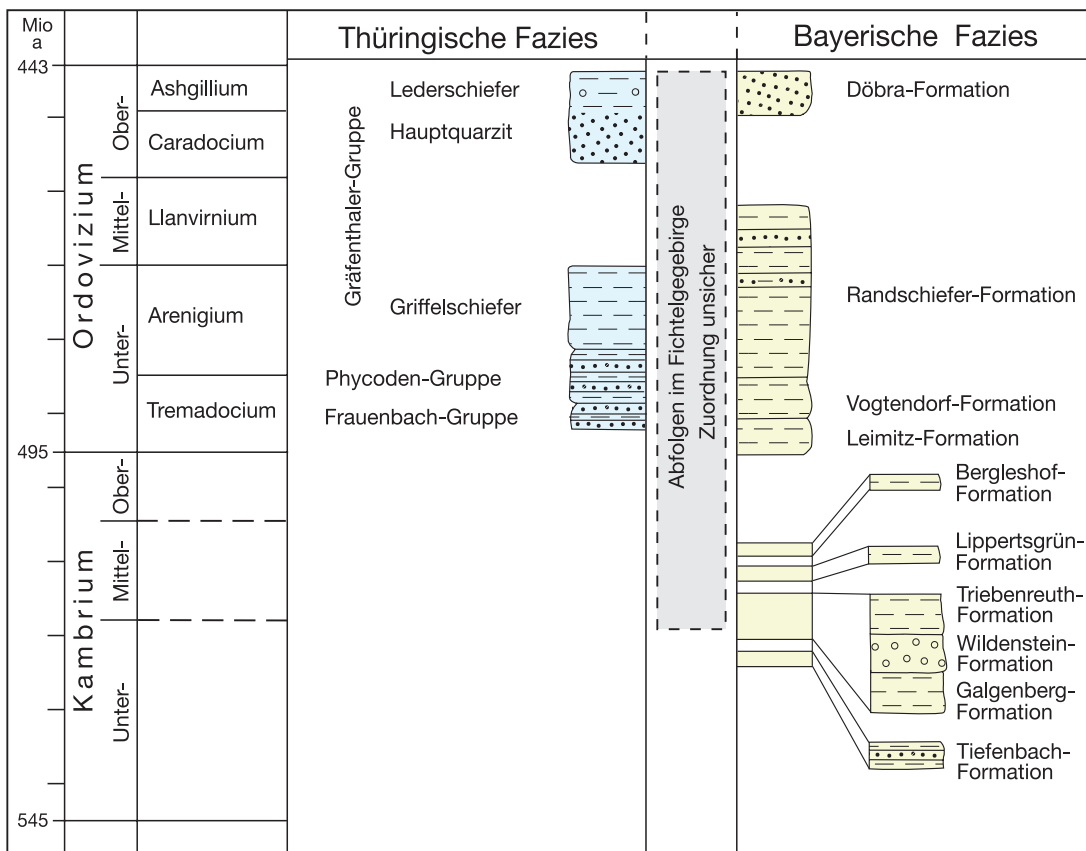 Mio
a
Thüringische Fazies
Bayerische Fazies
443
495
545
Ordovizium
Kambrium
Ober-
Mittel-
Unter-
Ober-
Mittel-
Unter-
Ashgillium
Caradocium
Llanvirnium
Arenigium
Tremadocium
Gräfenthaler-Gruppe
Lederschiefer
Hauptquarzit
Griffelschiefer
Phycoden-Gruppe
Frauenbach-Gruppe
Abfolgen im Fichtelgegebirge
Zuordnung unsicher
Döbra-Formation
Randschiefer-Formation
Vogtendorf-Formation
Leimitz-Formation
Bergleshof-
Formation
Lippertsgrün-
Formation
Triebenreuth-
Formation
Wildenstein-
Formation
Galgenberg-
Formation
Tiefenbach-
Formation